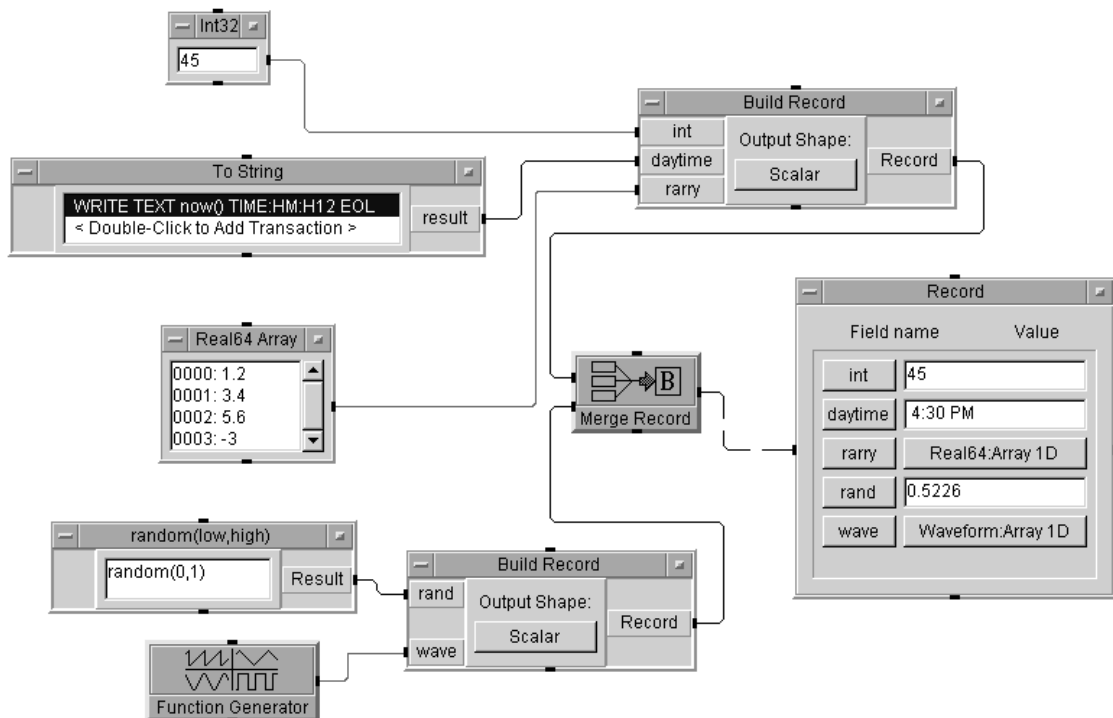 Int32
45
Build Record
int
daytime
rarry
Output Shape:
Scalar
Record
To String
WRITE TEXT now() TIME:HM:H12 EOL
< Double-Click to Add Transaction >
result
Real64 Array
0000: 1.2
0001: 3.4
0002: 5.6
0003: -3
B
Merge Record
Record
Field name Value
int 45
daytime 4:30 PM
rarry Real64:Array 1D
rand 0.5226
wave Waveform:Array 1D
random(low,high)
random(0,1)
Result
Build Record
rand
wave
Output Shape:
Scalar
Record
Function Generator